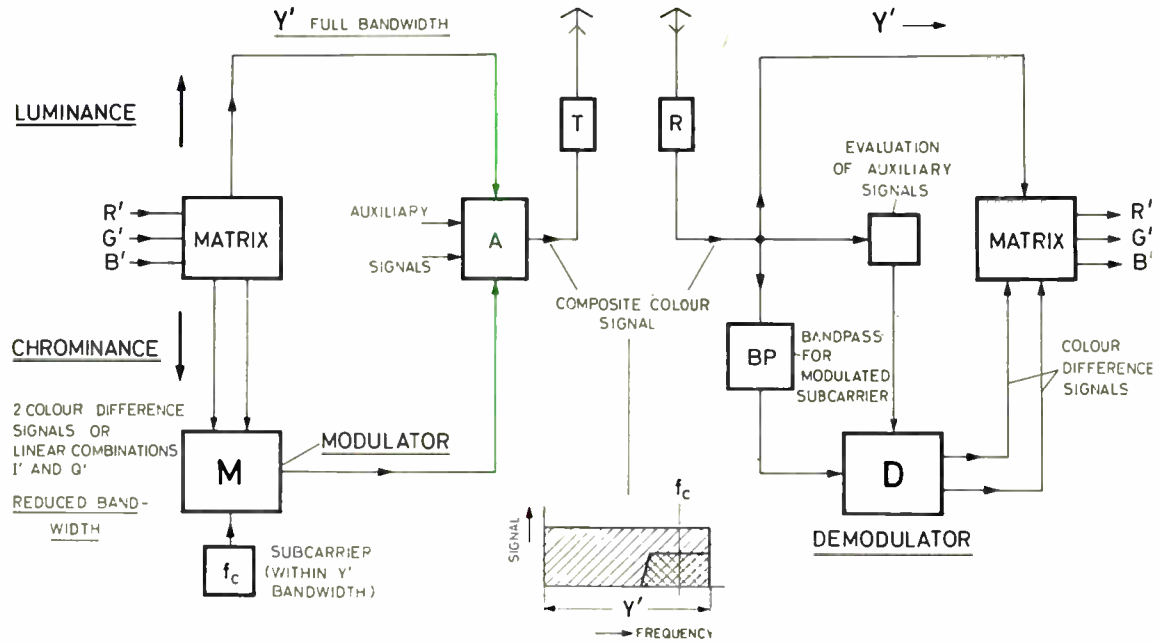 Y' FULL BANDWIDTH
LUMINANCE
R'
G'
B'
MATRIX
AUXILIARY
SIGNALS
A
T
R
Y'
EVALUATION
OF AUXILIARY
SIGNALS
MATRIX
R'
G'
B'
COMPOSITE COLOUR
SIGNAL
CHROMINANCE
2 COLOUR DIFFERENCE
SIGNALS OR
LINEAR COMBINATIONS
I' AND Q'
REDUCED BAND-
WIDTH
M
MODULATOR
f_c
SUBCARRIER
(WITHIN Y'
BANDWIDTH)
BP
BANDPASS
FOR
MODULATED
SUBCARRIER
COLOUR
DIFFERENCE
SIGNALS
D
DEMODULATOR
f_c
SIGNAL
Y'
FREQUENCY